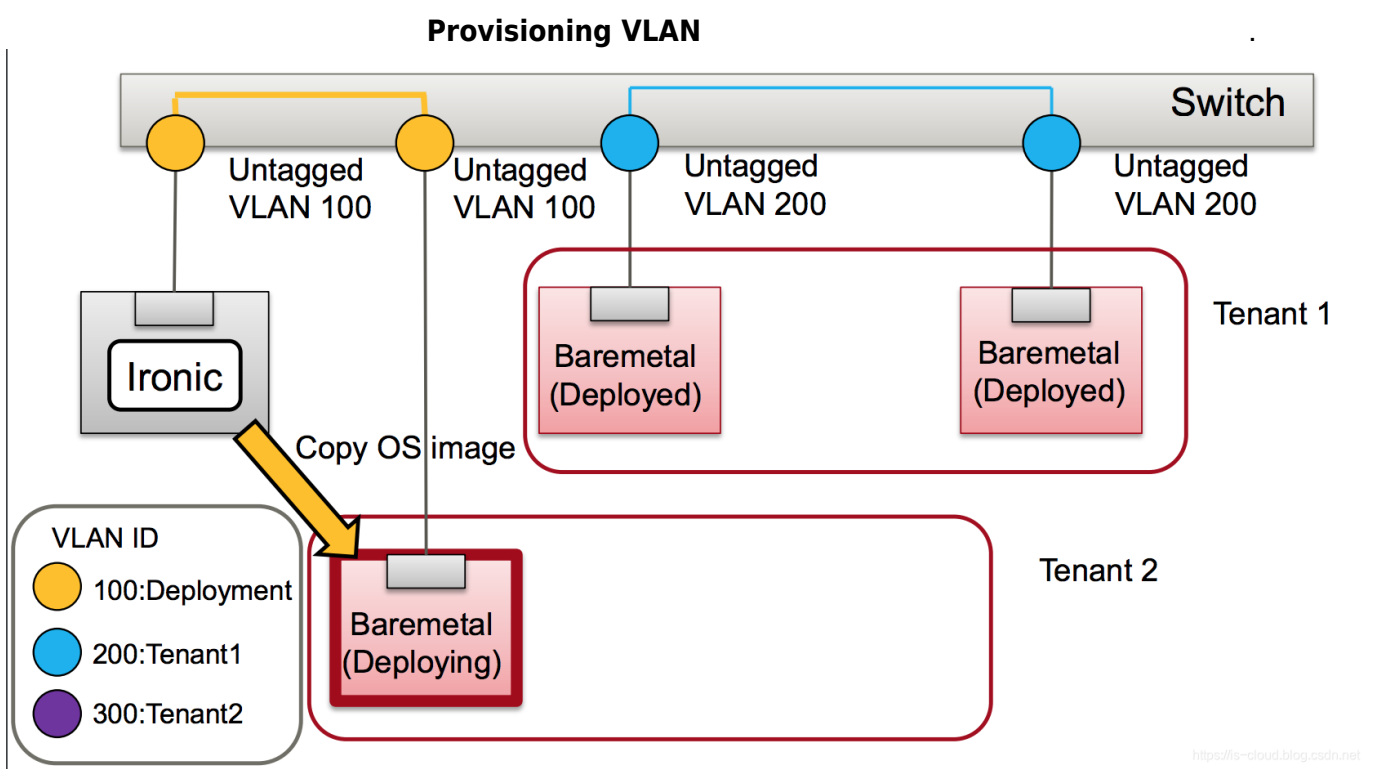 Provisioning VLAN .
Switch
Untagged
VLAN 100
Untagged
VLAN 100
Untagged
VLAN 200
Untagged
VLAN 200
Ironic
Baremetal
(Deployed)
Baremetal
(Deployed)
Tenant 1
Copy OS image
VLAN ID
100:Deployment
200:Tenant1
300:Tenant2
Baremetal
(Deploying)
Tenant 2
https://is-cloud.blog.csdn.net